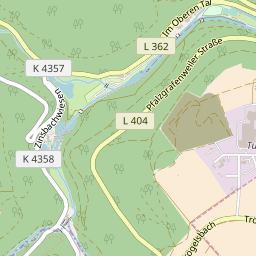 Im Oberen Tal
L 362
K 4357
Pfalzgrafenweiler Straße
Zinsbachwiesen
L 404
K 4358